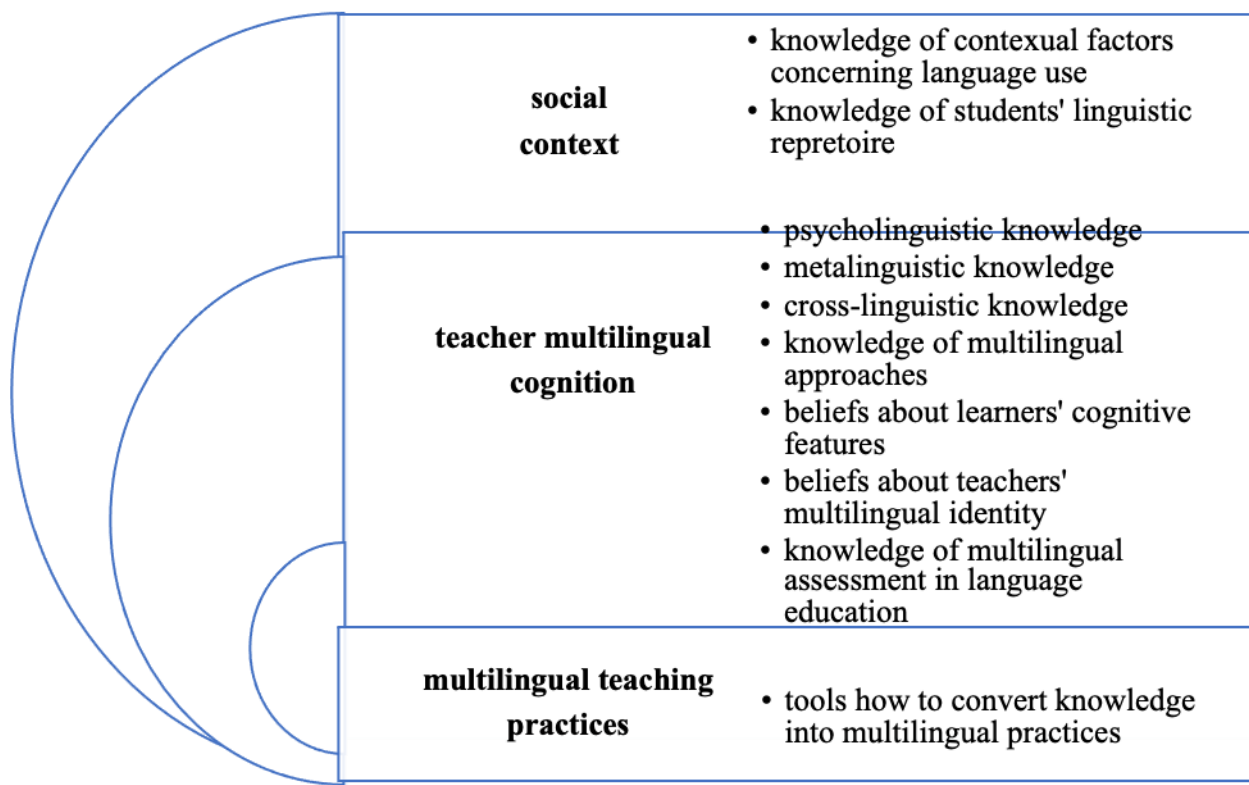 social
context
• knowledge of contexual factors
concerning language use
• knowledge of students' linguistic
repretoire
teacher multilingual
cognition
• psycholinguistic knowledge
• metalinguistic knowledge
• cross-linguistic knowledge
• knowledge of multilingual
approaches
• beliefs about learners' cognitive
features
• beliefs about teachers'
multilingual identity
• knowledge of multilingual
assessment in language
education
multilingual teaching
practices
• tools how to convert knowledge
into multilingual practices